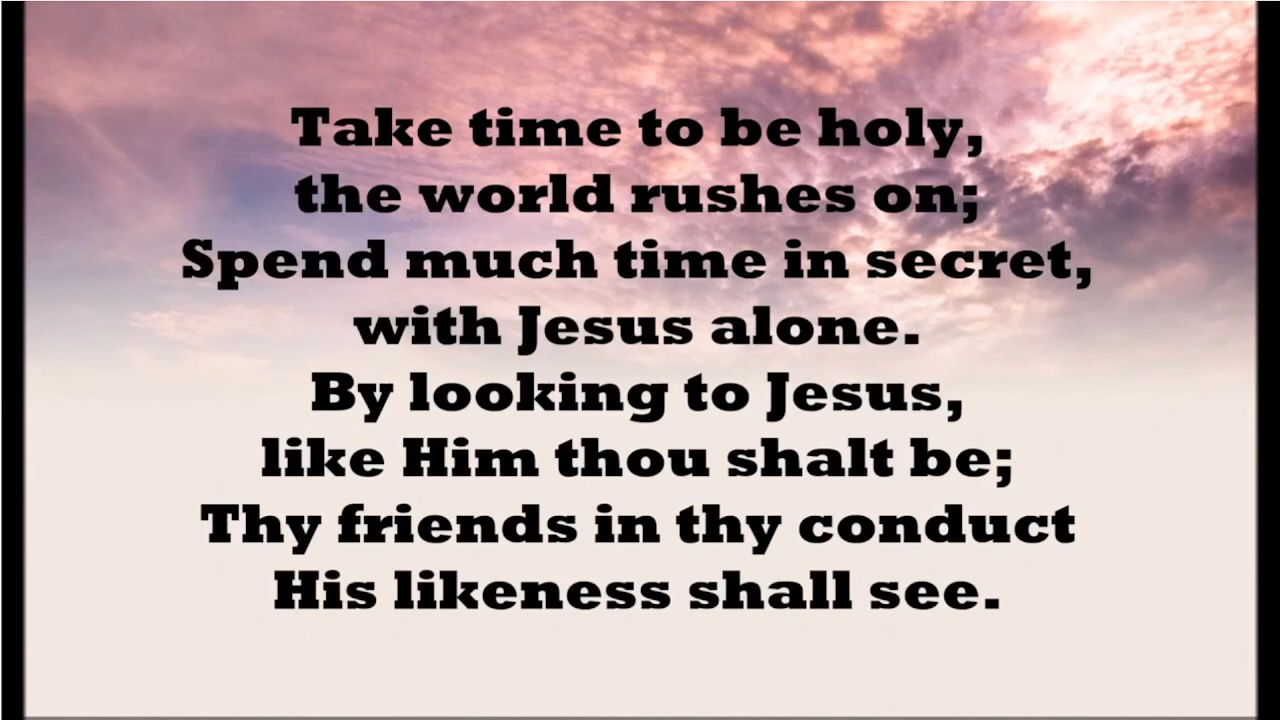 Take time to be holy,
the world rushes on;
Spend much time in secret,
with Jesus alone.
By looking to Jesus,
like Him thou shalt be;
Thy friends in thy conduct
His likeness shall see.